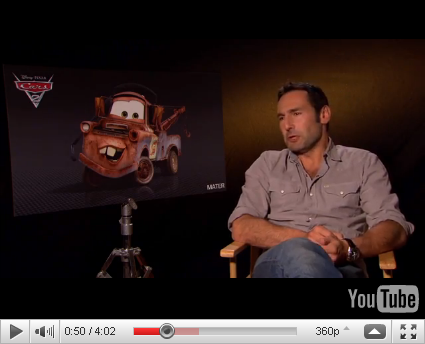 Disney PIXAR
CARS
2
MATER
YouTube
0:50 / 4:02
360p